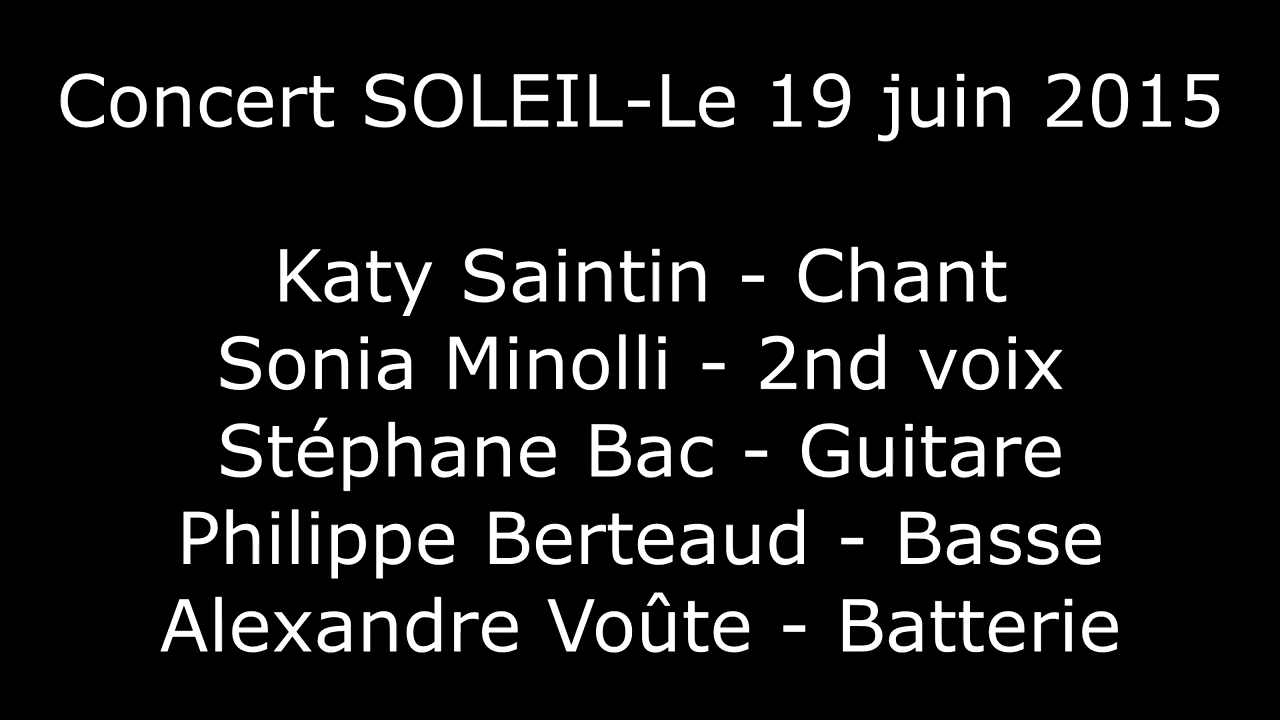 Concert SOLEIL-Le 19 juin 2015
Katy Saintin - Chant
Sonia Minolli - 2nd voix
Stéphane Bac - Guitare
Philippe Berteaud - Basse
Alexandre Voûte - Batterie